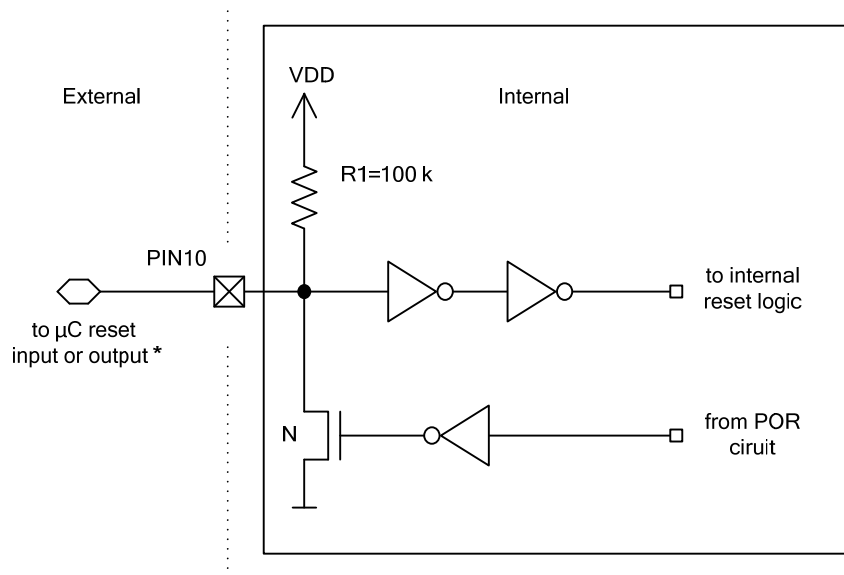 External
VDD
Internal
R1=100 k
PIN10
to internal
reset logic
to µC reset
input or output *
N
from POR
ciruit